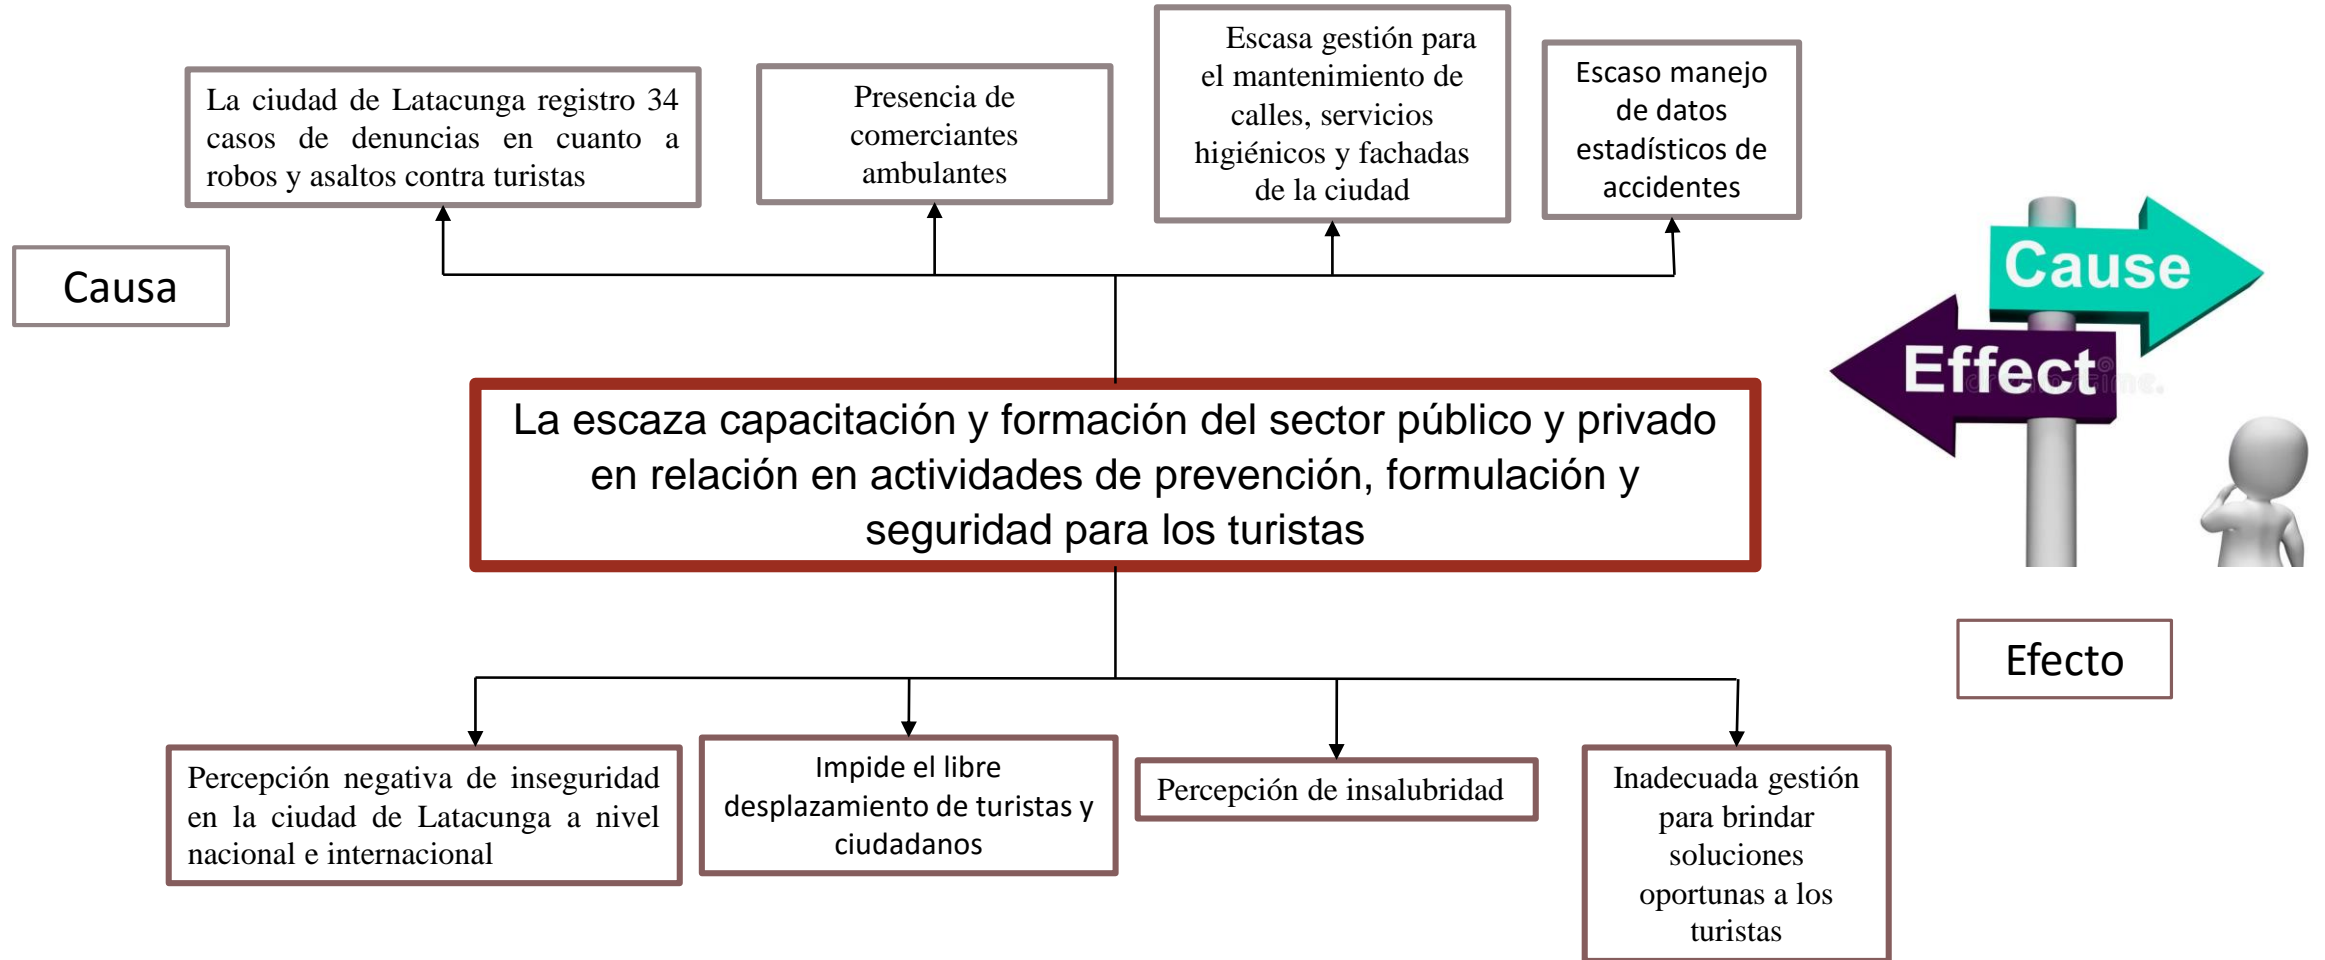 La ciudad de Latacunga registro 34
casos de denuncias en cuanto a
robos y asaltos contra turistas
Presencia de
comerciantes
ambulantes
Escasa gestión para
el mantenimiento de
calles, servicios
higiénicos y fachadas
de la ciudad
Escaso manejo
de datos
estadísticos de
accidentes
Causa
Cause
Effect
La escaza capacitación y formación del sector público y privado
en relación en actividades de prevención, formulación y
seguridad para los turistas
Efecto
Percepción negativa de inseguridad
en la ciudad de Latacunga a nivel
nacional e internacional
Impide el libre
desplazamiento de turistas y
ciudadanos
Percepción de insalubridad
Inadecuada gestión
para brindar
soluciones
oportunas a los
turistas